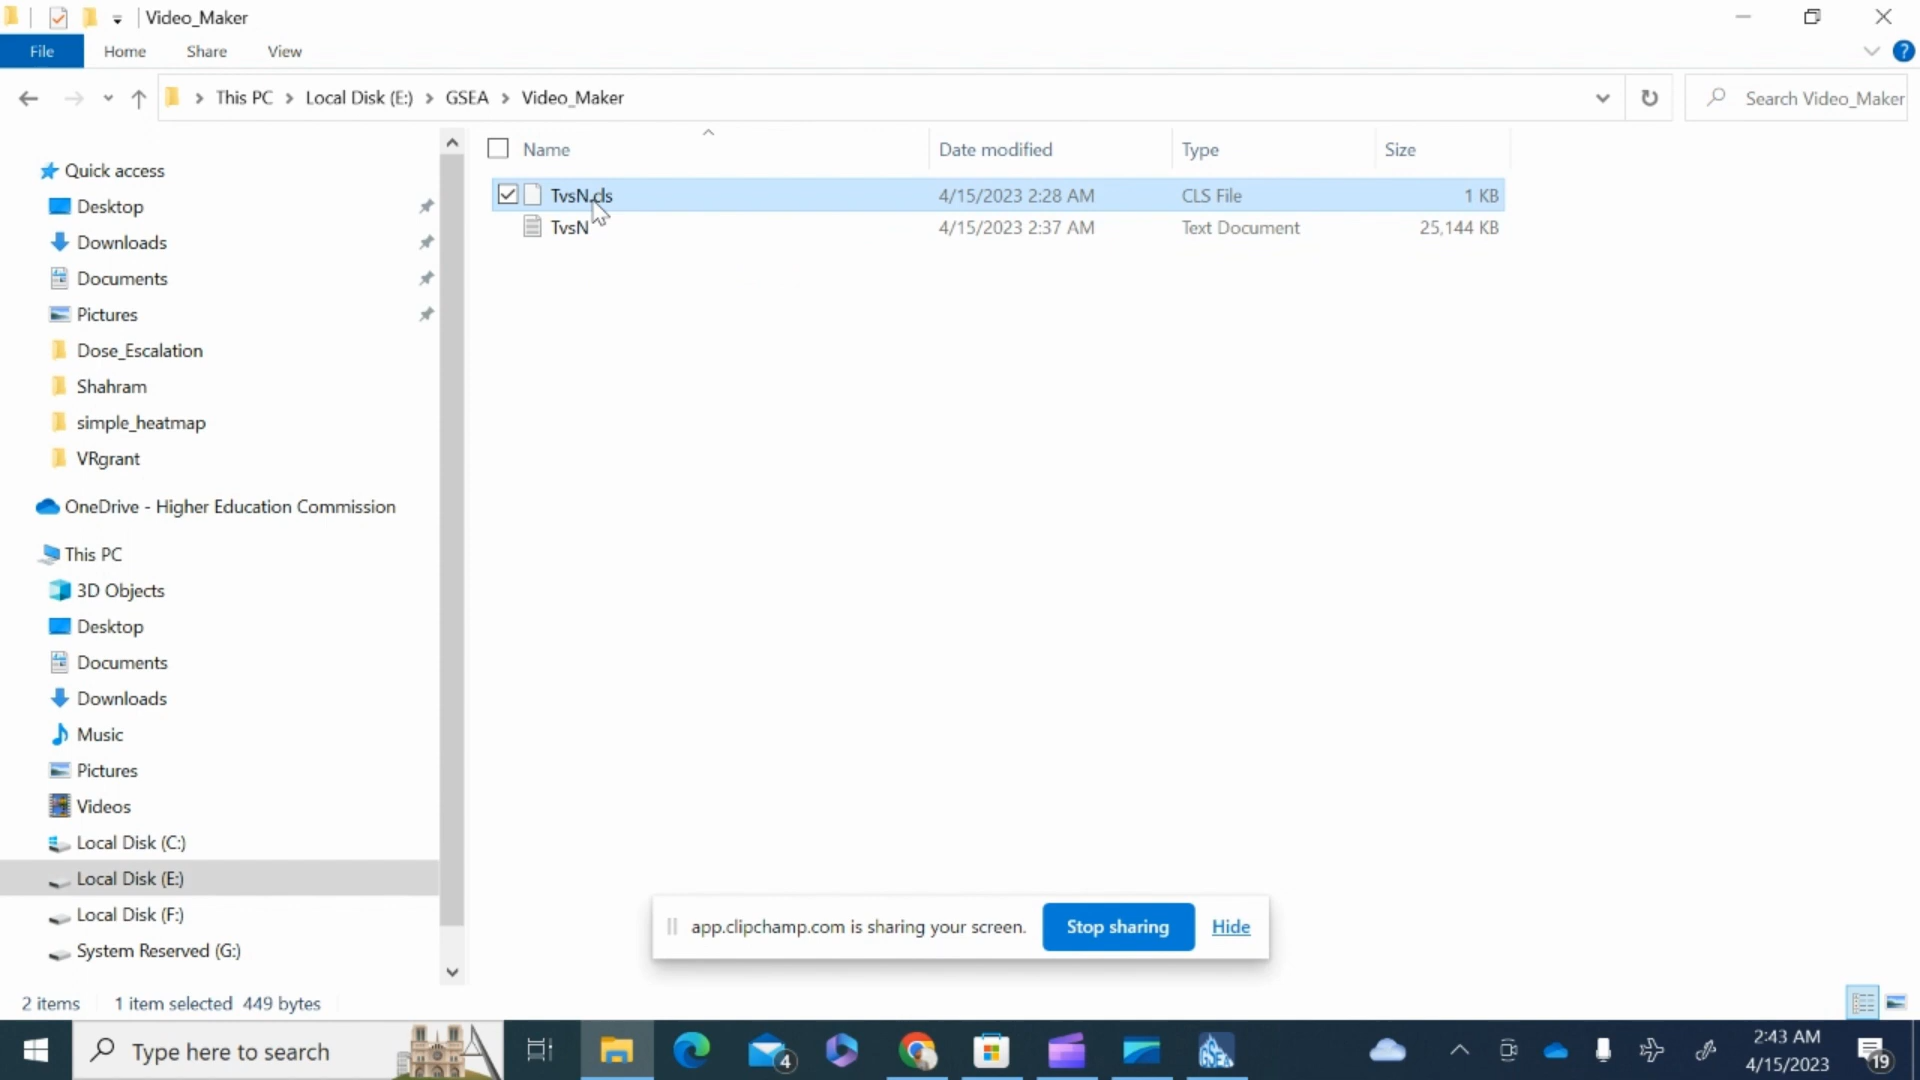 Video_Maker
File Home Share View
This PC Local Disk (E:) GSEA Video_Maker
Search Video_Maker
Name Date modified Type Size
TvsN.cls 4/15/2023 2:28 AM CLS File 1 KB
TvsN 4/15/2023 2:37 AM Text Document 25,144 KB
Quick access
Desktop
Downloads
Documents
Pictures
Dose_Escalation
Shahram
simple_heatmap
VRgrant
OneDrive - Higher Education Commission
This PC
3D Objects
Desktop
Documents
Downloads
Music
Pictures
Videos
Local Disk (C:)
Local Disk (E:)
Local Disk (F:)
System Reserved (G:)
app.clipchamp.com is sharing your screen. Stop sharing Hide
2 items 1 item selected 449 bytes
Type here to search
4
GSEA
2:43 AM
4/15/2023
19